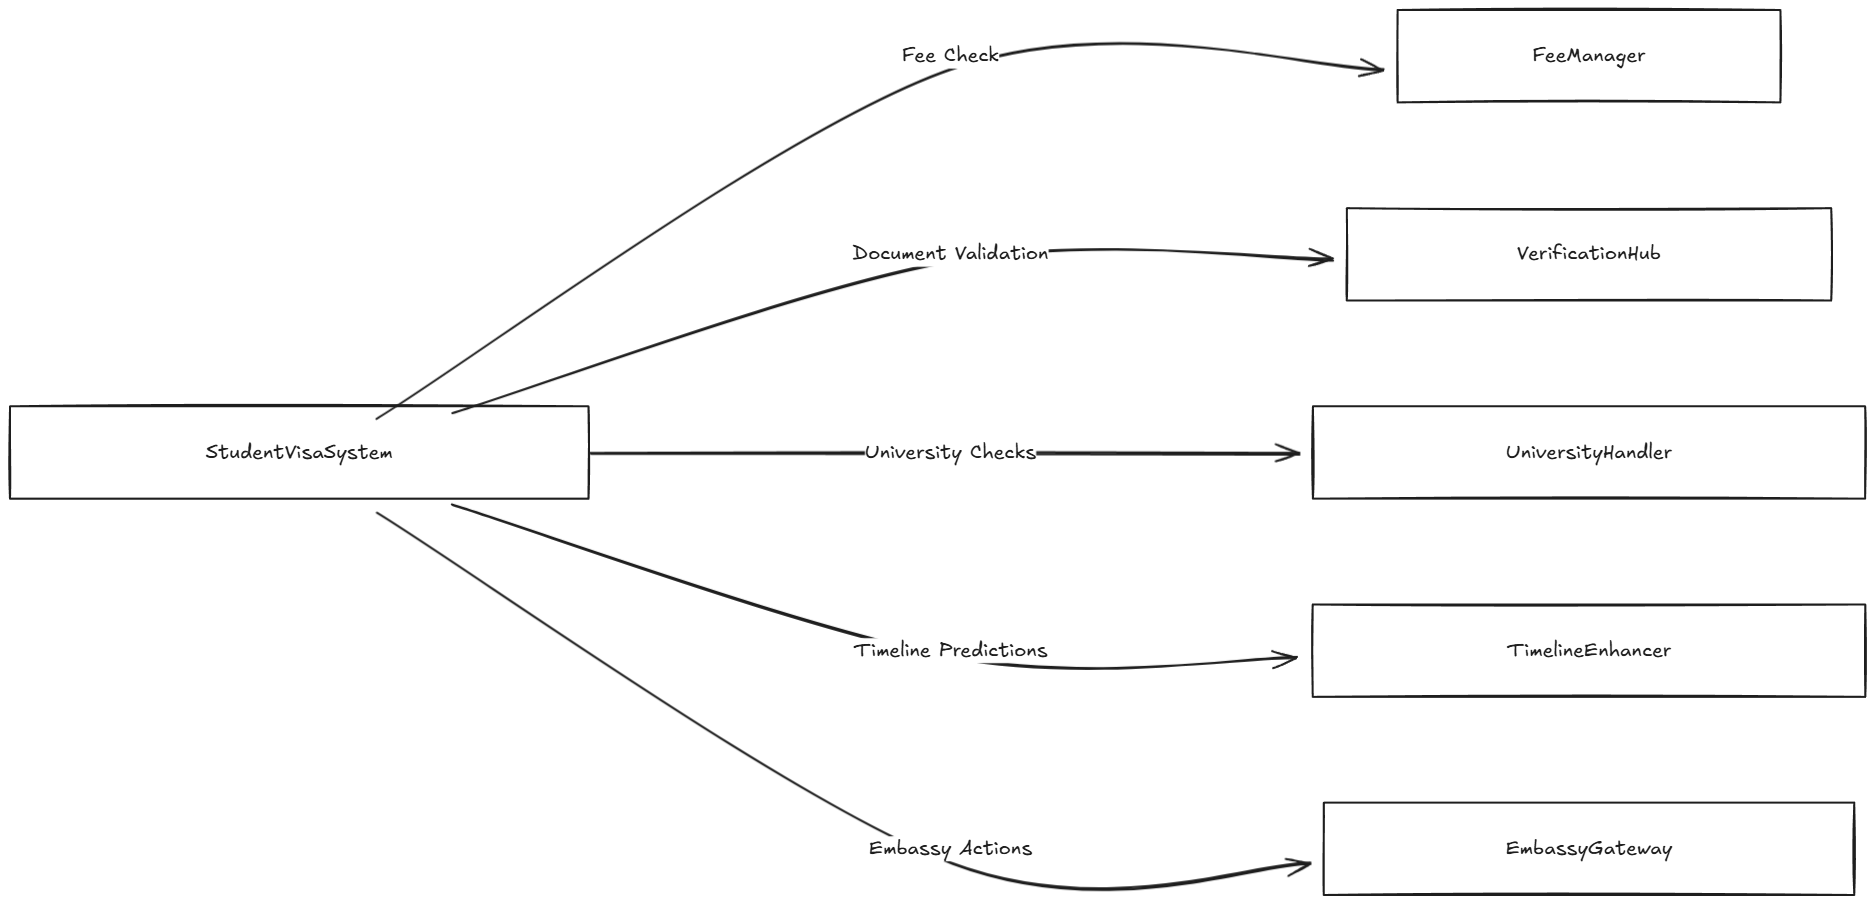 Fee Check
FeeManager
Document Validation
VerificationHub
StudentVisaSystem
University Checks
UniversityHandler
Timeline Predictions
TimelineEnhancer
Embassy Actions
EmbassyGateway